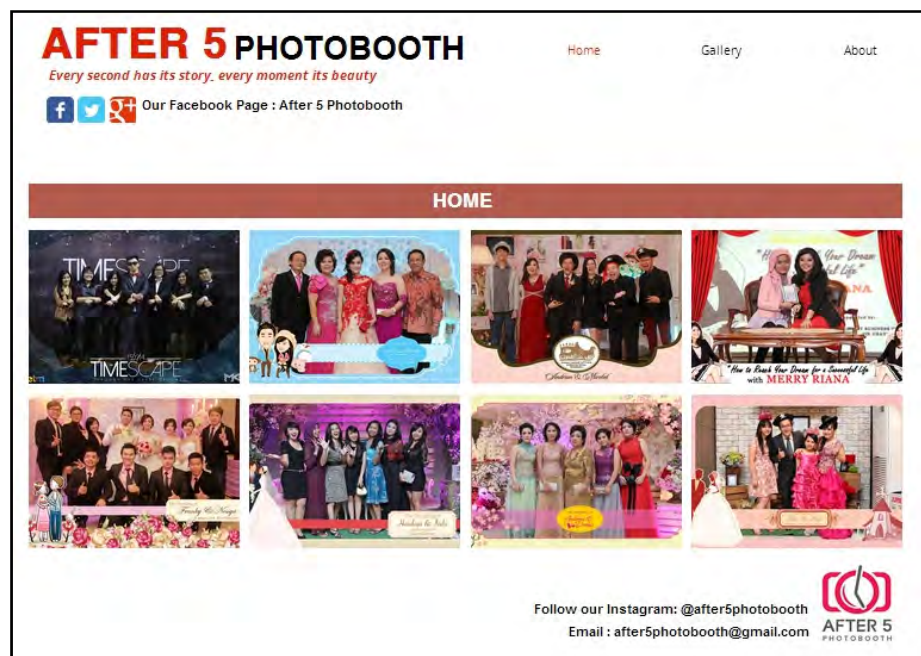 AFTER 5 PHOTOBOOTH
Every second has its story, every moment its beauty
Home
Gallery
About
f
g+
Our Facebook Page : After 5 Photobooth
HOME
TIMESCAPE
TIMESCAPE
"How to Reach Your Dream for a Successful Life"
with MERRY RIANA
Follow our Instagram: @after5photobooth
Email : after5photobooth@gmail.com
AFTER 5
PHOTOBOOTH